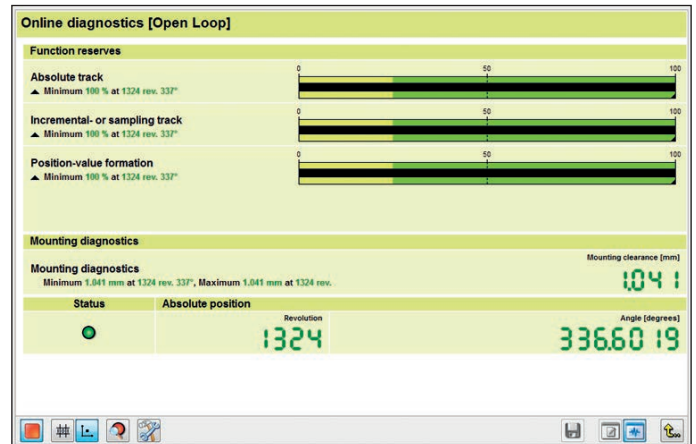 Online diagnostics [Open Loop]
Function reserves
0 50 100
Absolute track
Minimum 100 % at 1324 rev. 337°
0 50 100
Incremental- or sampling track
Minimum 100 % at 1324 rev. 337°
0 50 100
Position-value formation
Minimum 100 % at 1324 rev. 337°
Mounting diagnostics
Mounting clearance [mm]
Mounting diagnostics
Minimum 1.041 mm at 1324 rev. 337°, Maximum 1.041 mm at 1324 rev.
1.041
Status Absolute position
Revolution Angle [degrees]
1324 336.6019